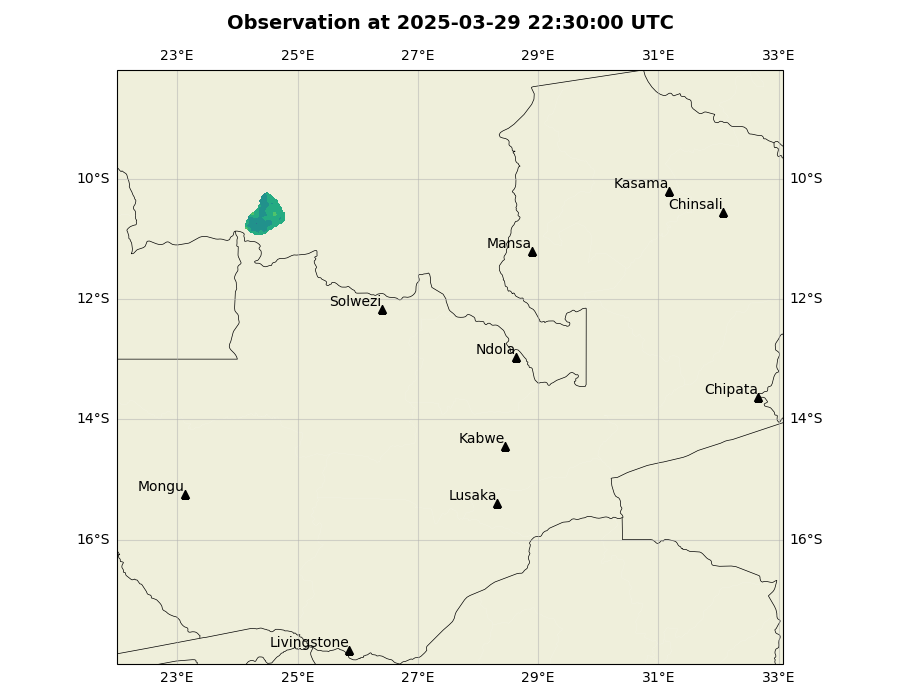 Observation at 2025-03-29 22:30:00 UTC
23°E 25°E 27°E 29°E 31°E 33°E
10°S 10°S
Kasama
Chinsali
Mansa
12°S 12°S
Solwezi
Ndola
Chipata
14°S 14°S
Kabwe
Mongu
Lusaka
16°S 16°S
Livingstone
23°E 25°E 27°E 29°E 31°E 33°E